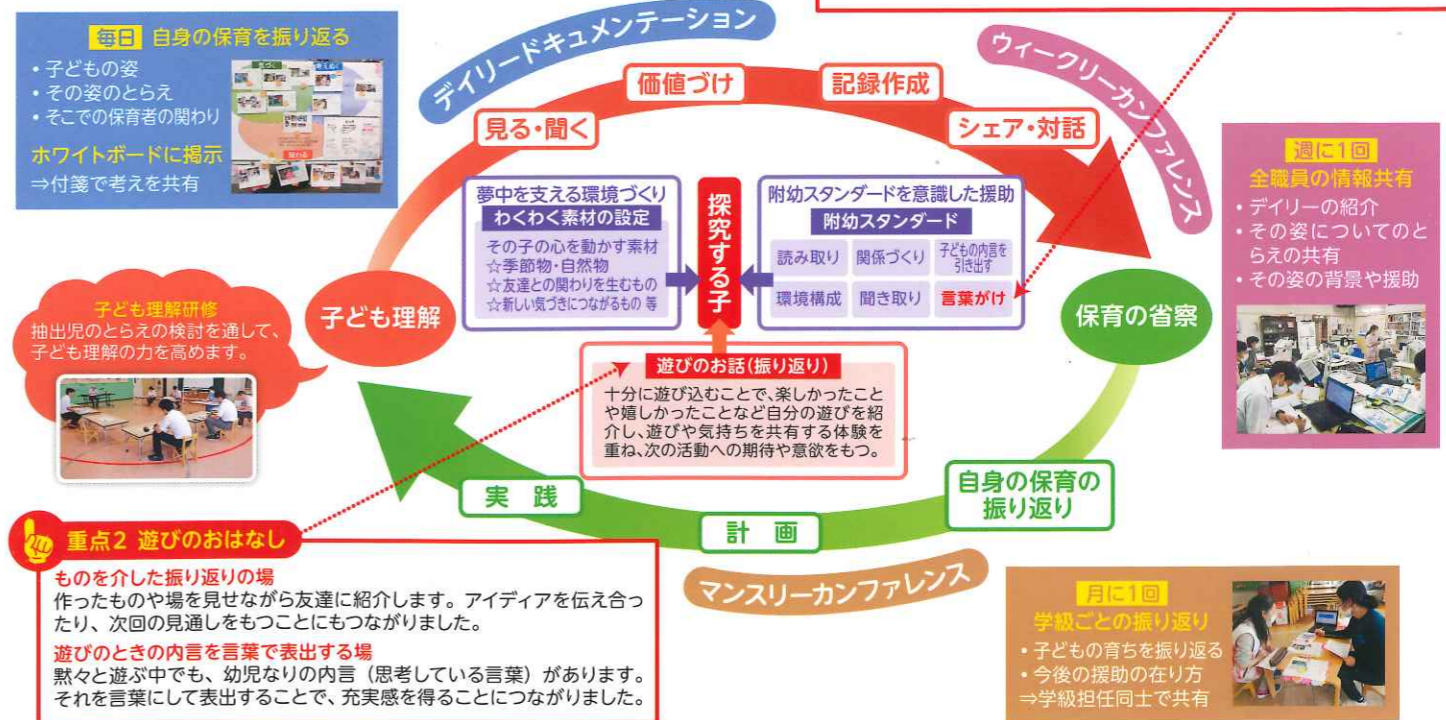 毎日 自身の保育を振り返る
・子どもの姿
・その姿のとらえ
・そこでの保育者の関わり
ホワイトボードに掲示
⇒付箋で考えを共有
デイリードキュメンテーション
ウィークリーカンファレンス
見る・聞く
価値づけ
記録作成
シェア・対話
週に1回
全職員の情報共有
・デイリーの紹介
・その姿についてのと
らえの共有
・その姿の背景や援助
夢中を支える環境づくり
わくわく素材の設定
その子の心を動かす素材
☆季節物・自然物
☆友達との関わりを生むもの
☆新しい気づきにつながるもの 等
探究する子
附幼スタンダードを意識した援助
附幼スタンダード
読み取り
関係づくり
子どもの内言を
引き出す
環境構成
聞き取り
言葉がけ
子ども理解
保育の省察
子ども理解研修
抽出児のとらえの検討を通して、
子ども理解の力を高めます。
遊びのお話(振り返り)
十分に遊び込むことで、楽しかったこと
や嬉しかったことなど自分の遊びを紹
介し、遊びや気持ちを共有する体験を
重ね、次の活動への期待や意欲をもつ。
実 践
計 画
自身の保育の
振り返り
マンスリーカンファレンス
重点2 遊びのおはなし
ものを介した振り返りの場
作ったものや場を見せながら友達に紹介します。アイディアを伝え合っ
たり、次回の見通しをもつことにもつながりました。
遊びのときの内言を言葉で表出する場
黙々と遊ぶ中でも、幼児なりの内言（思考している言葉）があります。
それを言葉にして表出することで、充実感を得ることにつながりました。
月に1回
学級ごとの振り返り
・子どもの育ちを振り返る
・今後の援助の在り方
⇒学級担任同士で共有